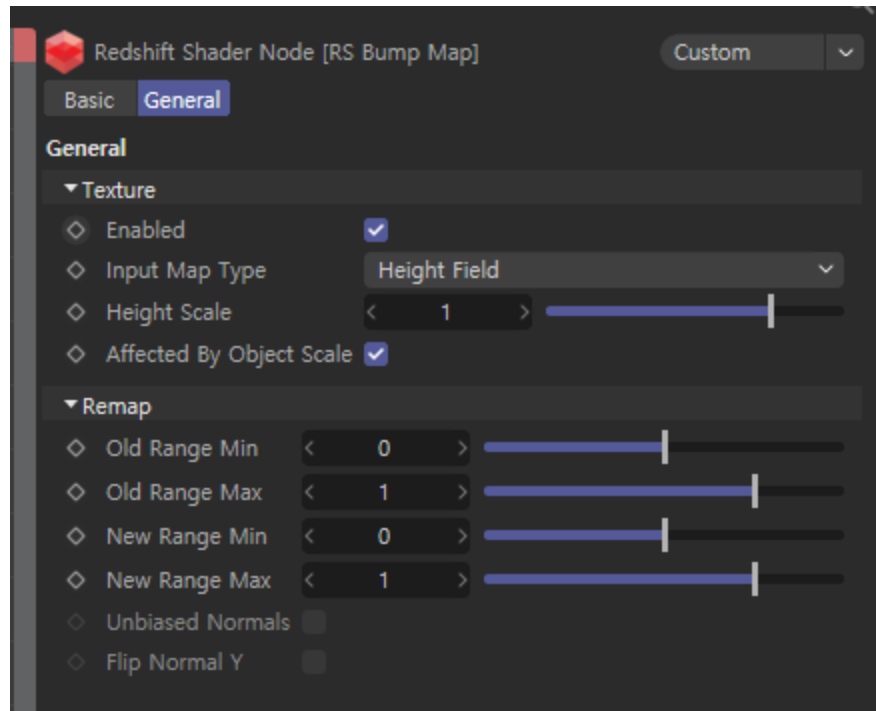 Redshift Shader Node [RS Bump Map] Custom
Basic General
General
Texture
Enabled
Input Map Type Height Field
Height Scale 1
Affected By Object Scale
Remap
Old Range Min 0
Old Range Max 1
New Range Min 0
New Range Max 1
Unbiased Normals
Flip Normal Y